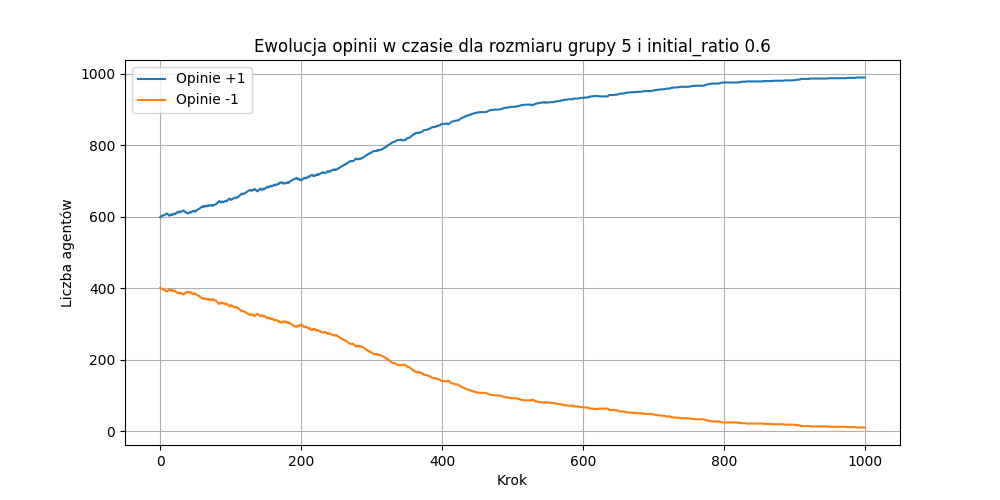 Ewolucja opinii w czasie dla rozmiaru grupy 5 i initial_ratio 0.6
Opinie +1
Opinie -1
Liczba agentów
1000
800
600
400
200
0
0 200 400 600 800 1000
Krok